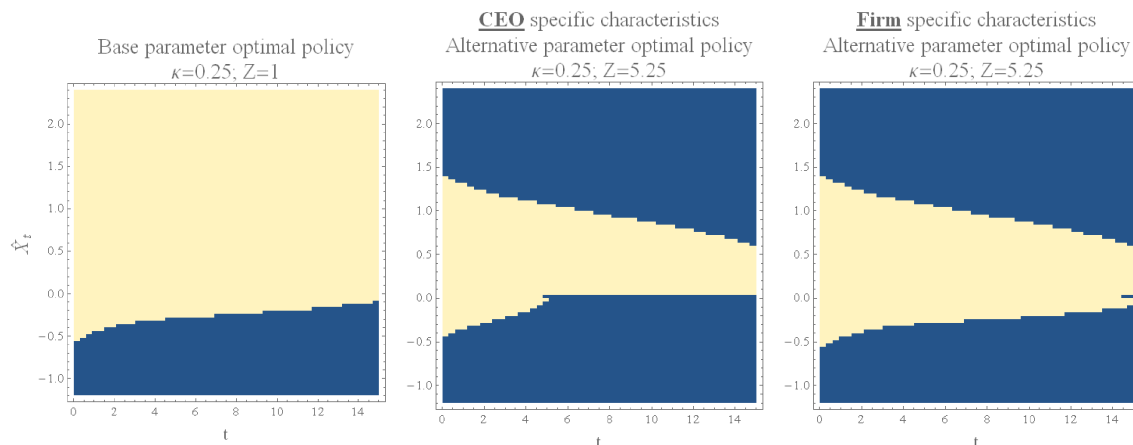 Base parameter optimal policy
κ=0.25; Z=1
CEO specific characteristics
Alternative parameter optimal policy
κ=0.25; Z=5.25
Firm specific characteristics
Alternative parameter optimal policy
κ=0.25; Z=5.25
X̂t
2.0
1.5
1.0
0.5
0.0
−0.5
−1.0
0 2 4 6 8 10 12 14
t
2.0
1.5
1.0
0.5
0.0
−0.5
−1.0
0 2 4 6 8 10 12 14
t
2.0
1.5
1.0
0.5
0.0
−0.5
−1.0
0 2 4 6 8 10 12 14
t